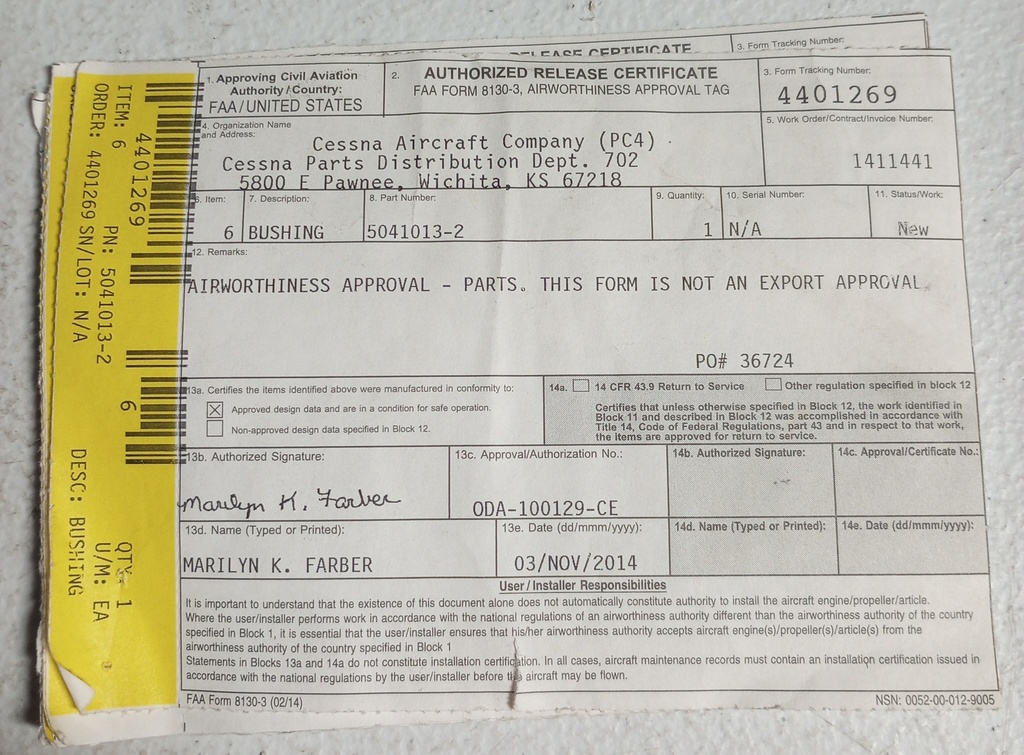 RELEASE CERTIFICATE
3. Form Tracking Number:
1. Approving Civil Aviation
Authority / Country:
FAA/UNITED STATES
2.
AUTHORIZED RELEASE CERTIFICATE
FAA FORM 8130-3, AIRWORTHINESS APPROVAL TAG
3. Form Tracking Number:
4401269
4. Organization Name
and Address:
Cessna Aircraft Company (PC4)
Cessna Parts Distribution Dept. 702
5800 E Pawnee, Wichita, KS 67218
5. Work Order/Contract/Invoice Number:
1411441
6. Item:
6
7. Description:
BUSHING
8. Part Number:
5041013-2
9. Quantity:
1
10. Serial Number:
N/A
11. Status/Work:
New
12. Remarks:
AIRWORTHINESS APPROVAL - PARTS. THIS FORM IS NOT AN EXPORT APPROVAL.
PO# 36724
13a. Certifies the items identified above were manufactured in conformity to:
Approved design data and are in a condition for safe operation.
Non-approved design data specified in Block 12.
14a. 14 CFR 43.9 Return to Service Other regulation specified in block 12
Certifies that unless otherwise specified in Block 12, the work identified in
Block 11 and described in Block 12 was accomplished in accordance with
Title 14, Code of Federal Regulations, part 43 and in respect to that work,
the items are approved for return to service.
13b. Authorized Signature:
Marilyn K. Farber
13c. Approval/Authorization No.:
ODA-100129-CE
14b. Authorized Signature:
14c. Approval/Certificate No.:
13d. Name (Typed or Printed):
MARILYN K. FARBER
13e. Date (dd/mmm/yyyy):
03/NOV/2014
14d. Name (Typed or Printed):
14e. Date (dd/mmm/yyyy):
User / Installer Responsibilities
It is important to understand that the existence of this document alone does not automatically constitute authority to install the aircraft engine/propeller/article.
Where the user/installer performs work in accordance with the national regulations of an airworthiness authority different than the airworthiness authority of the country
specified in Block 1, it is essential that the user/installer ensures that his/her airworthiness authority accepts aircraft engine(s)/propeller(s)/article(s) from the
airworthiness authority of the country specified in Block 1
Statements in Blocks 13a and 14a do not constitute installation certification. In all cases, aircraft maintenance records must contain an installation certification issued in
accordance with the national regulations by the user/installer before the aircraft may be flown.
FAA Form 8130-3 (02/14)
NSN: 0052-00-012-9005
4401269
6
ITEM: 6
QTY: 1
ORDER: 4401269 PN: 5041013-2
U/M: EA
SN/LOT: N/A
DESC: BUSHING